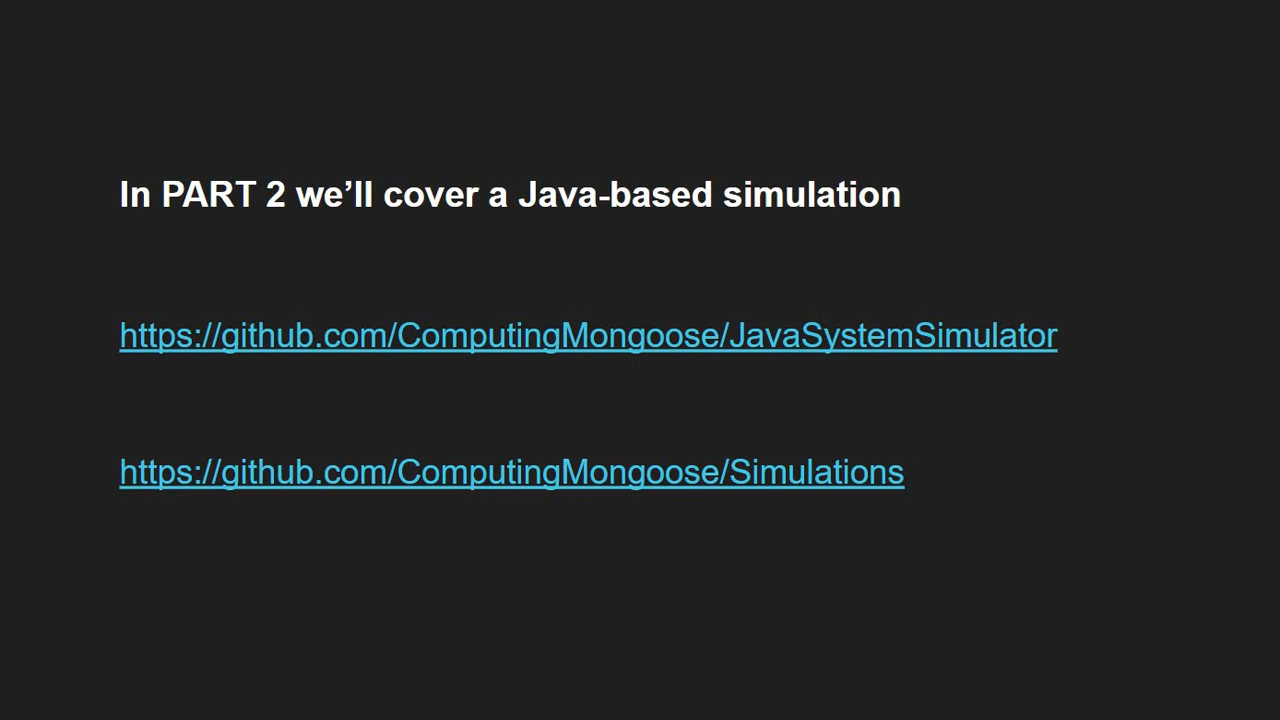 In PART 2 we’ll cover a Java-based simulation
https://github.com/ComputingMongoose/JavaSystemSimulator
https://github.com/ComputingMongoose/Simulations